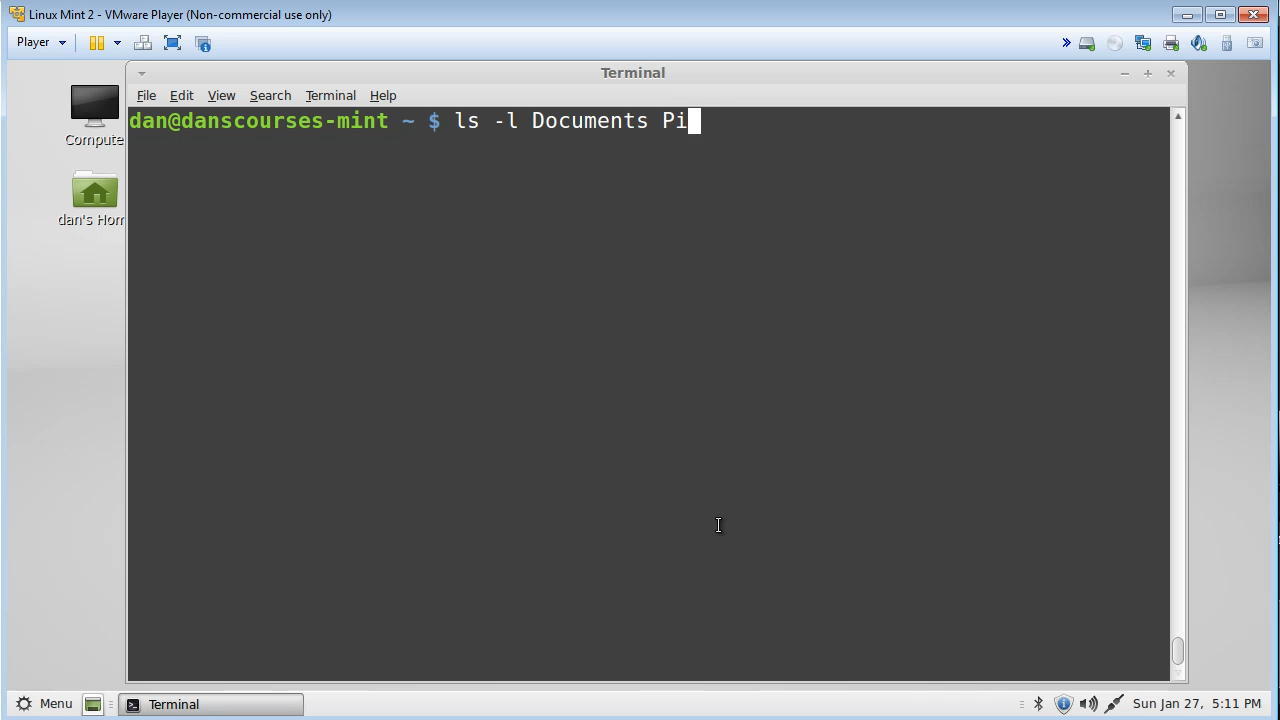 Linux Mint 2 - VMware Player (Non-commercial use only)
Player
Terminal
File Edit View Search Terminal Help
dan@danscourses-mint ~ $ ls -l Documents Pi
Compute
dan's Hom
Menu
Terminal
Sun Jan 27, 5:11 PM